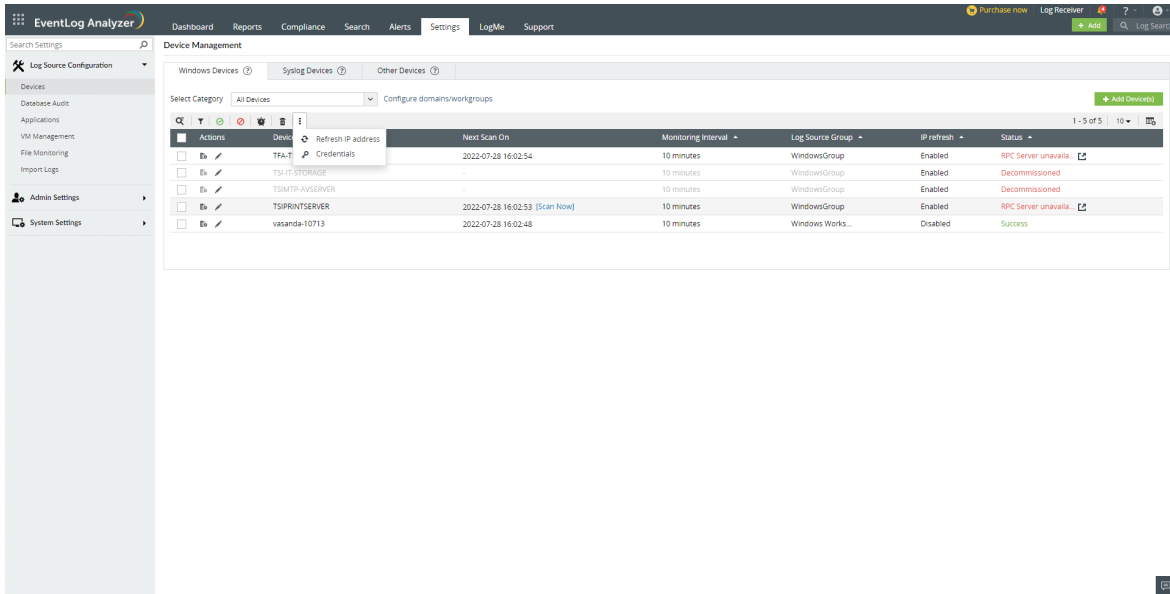 Purchase now Log Receiver ?
EventLog Analyzer
Dashboard Reports Compliance Search Alerts Settings LogMe Support
+ Add Log Searc
Search Settings
Device Management
Log Source Configuration
Devices
Database Audit
Applications
VM Management
File Monitoring
Import Logs
Admin Settings
System Settings
Windows Devices ? Syslog Devices ? Other Devices ?
Select Category All Devices Configure domains/workgroups + Add Device(s)
1 - 5 of 5 10
Refresh IP address
Credentials
Actions Device Next Scan On Monitoring Interval Log Source Group IP refresh Status
TFA-T 2022-07-28 16:02:54 10 minutes WindowsGroup Enabled RPC Server unavaila...
TSI-IT-STORAGE - 10 minutes WindowsGroup Enabled Decommissioned
TSIMTP-AVSERVER - 10 minutes WindowsGroup Enabled Decommissioned
TSIPRINTSERVER 2022-07-28 16:02:53 [Scan Now] 10 minutes WindowsGroup Enabled RPC Server unavaila...
vasanda-10713 2022-07-28 16:02:48 10 minutes Windows Works... Disabled Success